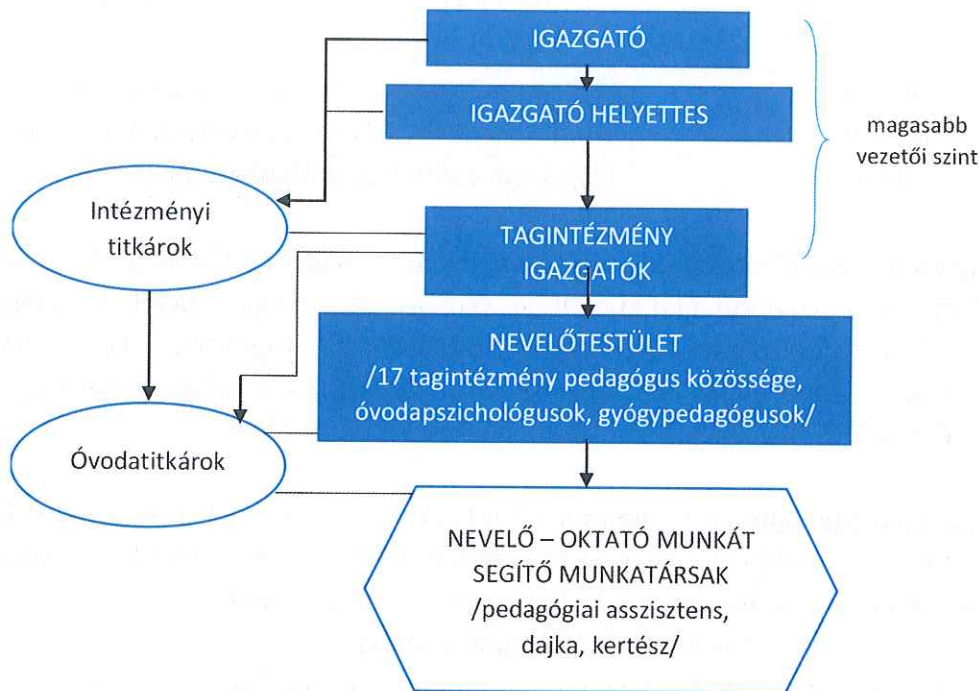 IGAZGATÓ
IGAZGATÓ HELYETTES
magasabb
vezetői szint
Intézményi
titkárok
TAGINTÉZMÉNY
IGAZGATÓK
NEVELŐTESTÜLET
/17 tagintézmény pedagógus közössége,
óvodapszichológusok, gyógypedagógusok/
Óvodatitkárok
NEVELŐ – OKTATÓ MUNKÁT
SEGÍTŐ MUNKATÁRSAK
/pedagógiai asszisztens,
dajka, kertész/